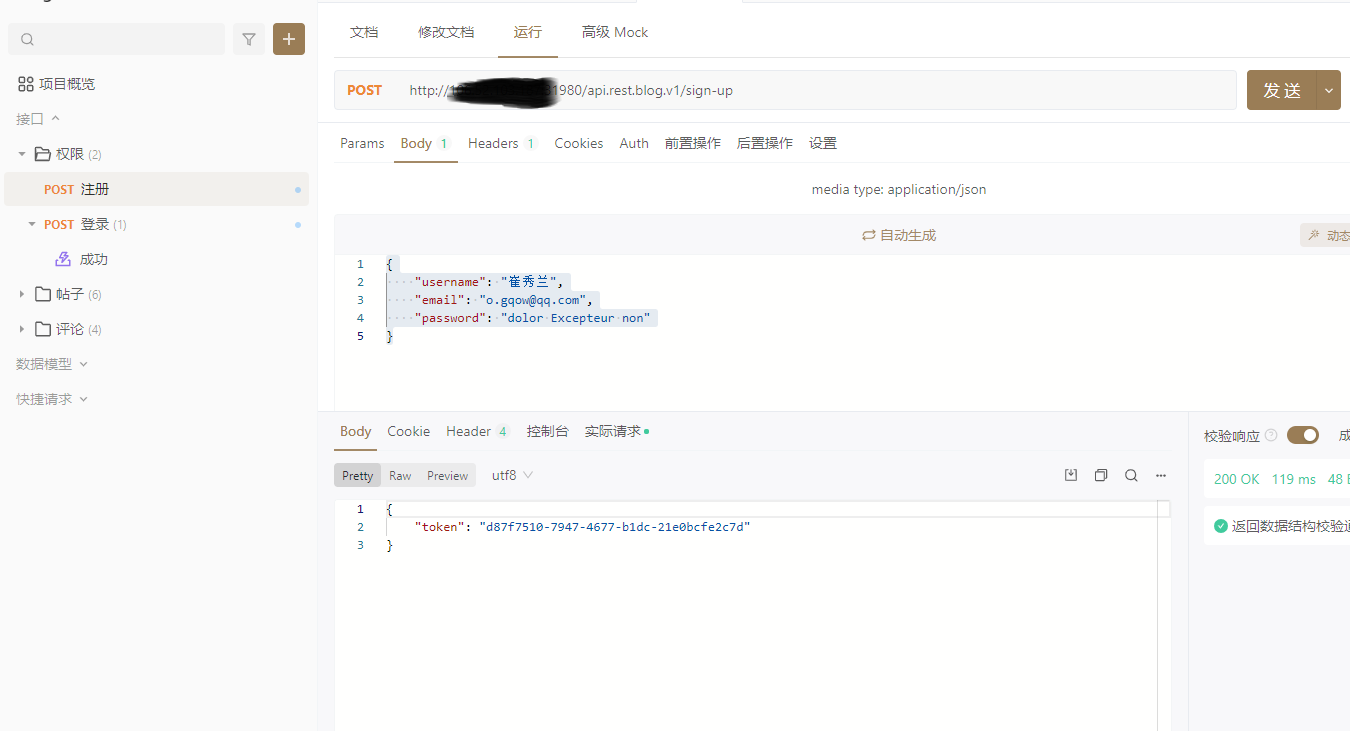 文档 修改文档 运行 高级 Mock
项目概览
接口
权限 (2)
POST 注册
POST 登录 (1)
成功
帖子 (6)
评论 (4)
数据模型
快捷请求
POST http:// 1980/api.rest.blog.v1/sign-up 发 送
Params Body 1 Headers 1 Cookies Auth 前置操作 后置操作 设置
media type: application/json
自动生成 动态
1 {
2 "username": "崔秀兰",
3 "email": "o.gqow@qq.com",
4 "password": "dolor Excepteur non"
5 }
Body Cookie Header 4 控制台 实际请求
校验响应
Pretty Raw Preview utf8
200 OK 119 ms 48
返回数据结构校验
1 {
2 "token": "d87f7510-7947-4677-b1dc-21e0bcfe2c7d"
3 }